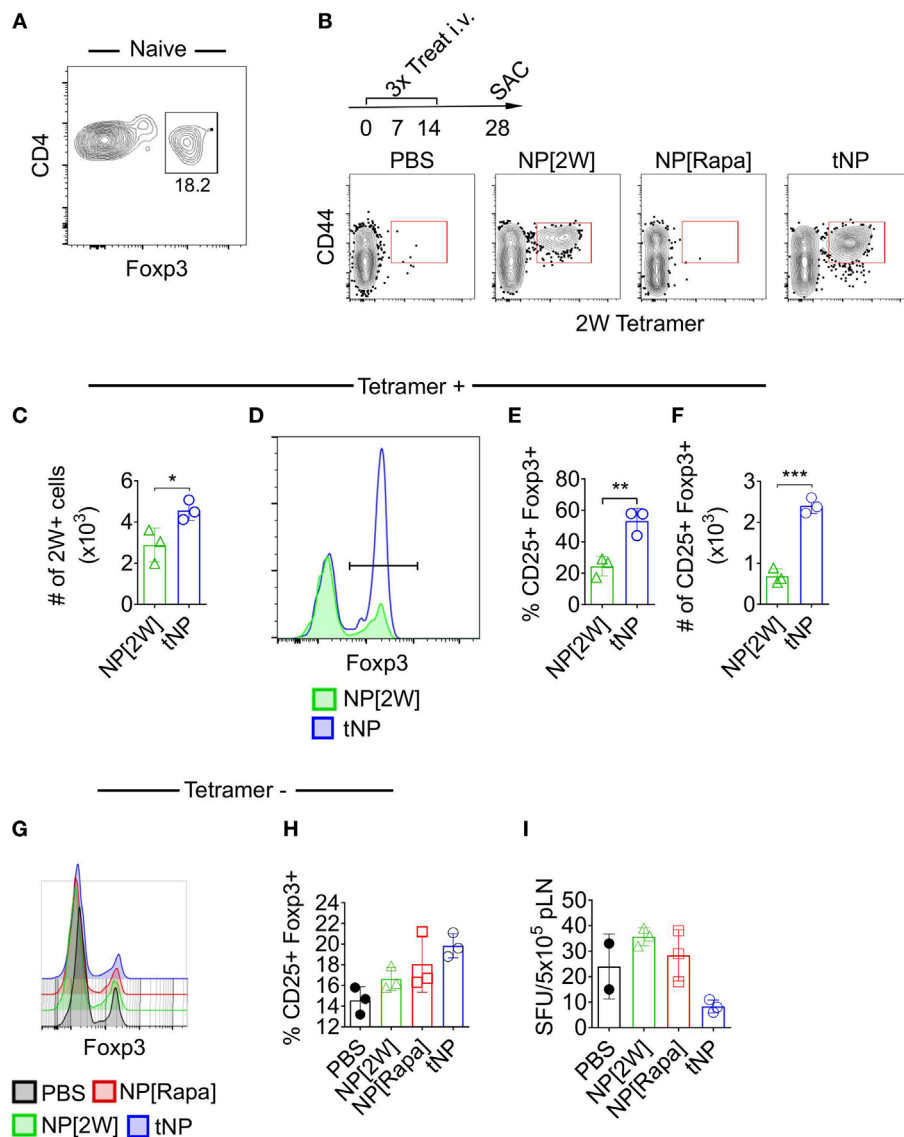 A
Naive
CD4
18.2
Foxp3
B
3x Treat i.v.
SAC
0 7 14 28
PBS NP[2W] NP[Rapa] tNP
CD44
2W Tetramer
Tetramer +
C
# of 2W+ cells
(x10³)
6
4
2
0
*
NP[2W] tNP
D
Foxp3
NP[2W]
tNP
E
% CD25+ Foxp3+
80
60
40
20
0
**
NP[2W] tNP
F
# of CD25+ Foxp3+
(x10³)
3
2
1
0
***
NP[2W] tNP
Tetramer -
G
Foxp3
PBS NP[Rapa]
NP[2W] tNP
H
% CD25+ Foxp3+
24
22
20
18
16
14
12
PBS NP[2W] NP[Rapa] tNP
I
SFU/5x10⁵ pLN
50
40
30
20
10
0
PBS NP[2W] NP[Rapa] tNP